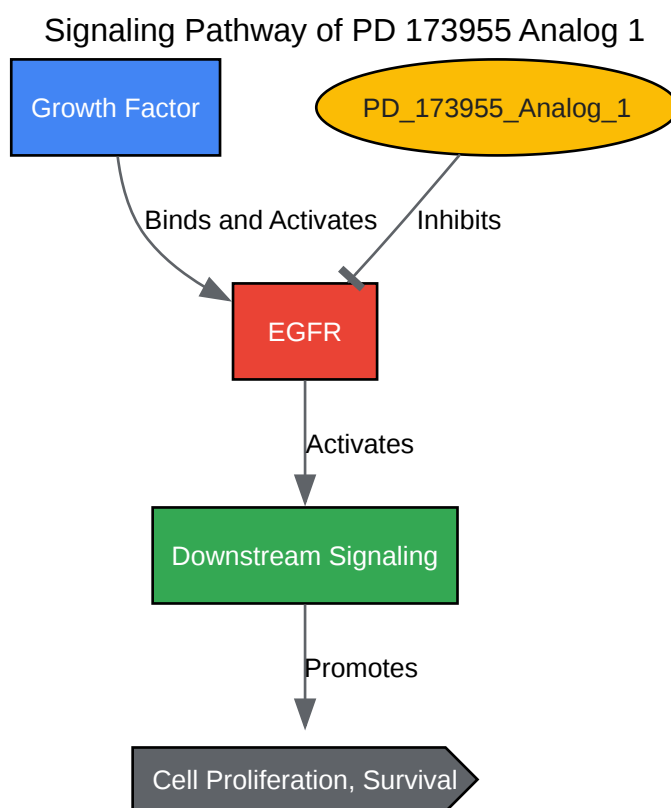 Signaling Pathway of PD 173955 Analog 1
Growth Factor
PD_173955_Analog_1
Binds and Activates
Inhibits
EGFR
Activates
Downstream Signaling
Promotes
Cell Proliferation, Survival